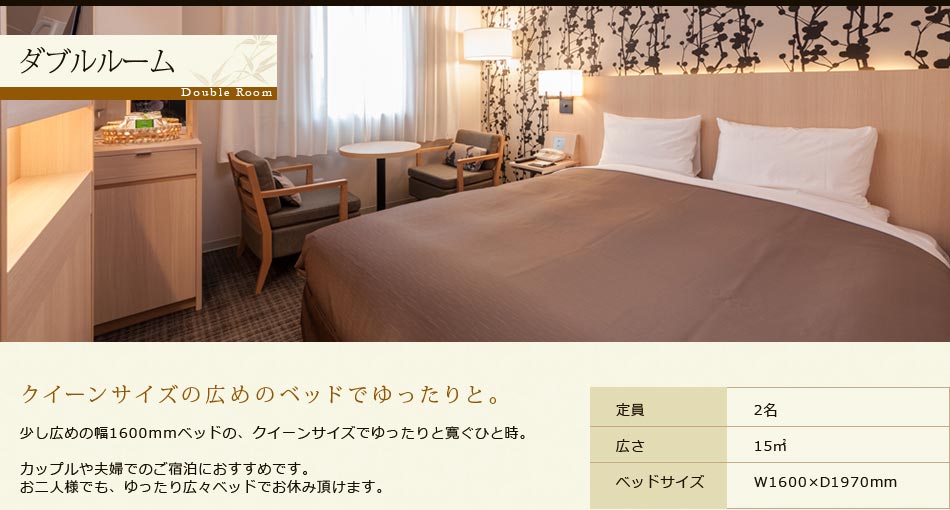 ダブルルーム
Double Room
クイーンサイズの広めのベッドでゆったりと。
少し広めの幅1600mmベッドの、クイーンサイズでゆったりと寛ぐひと時。
カップルや夫婦でのご宿泊におすすめです。
お二人様でも、ゆったり広々ベッドでお休み頂けます。
定員 2名
広さ 15㎡
ベッドサイズ W1600×D1970mm